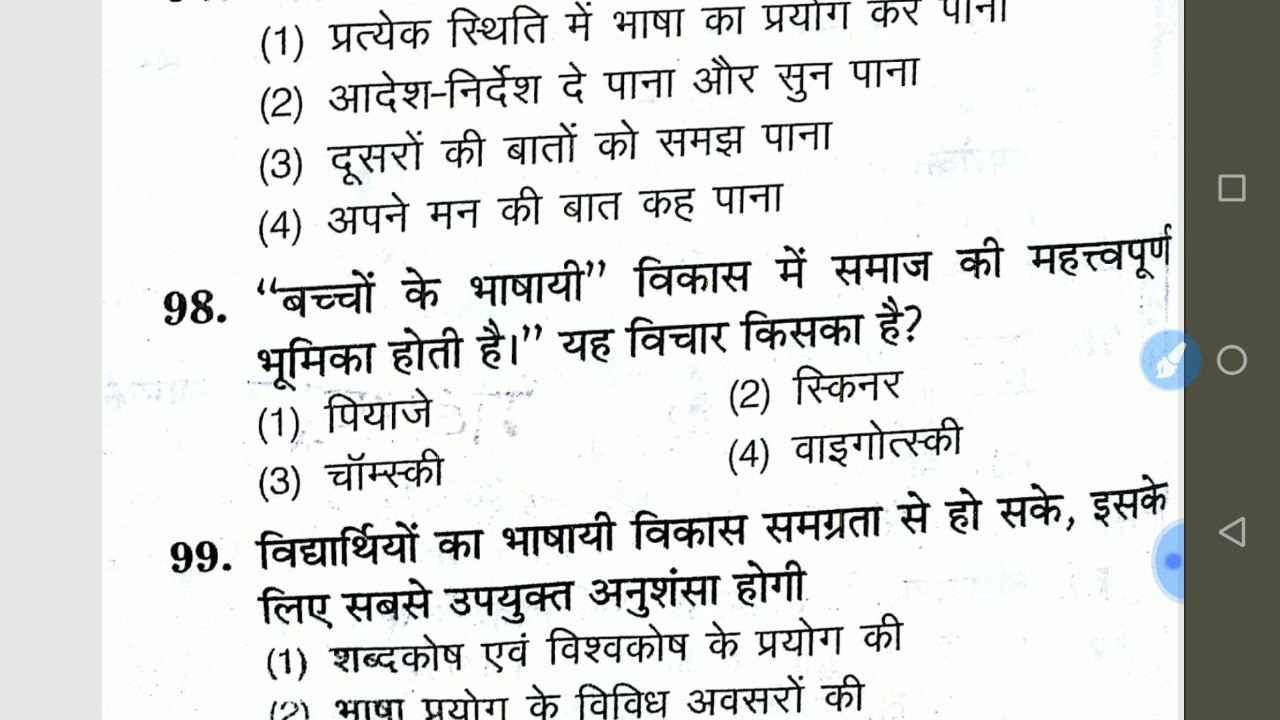 (1) प्रत्येक स्थिति में भाषा का प्रयोग कर पाना
(2) आदेश-निर्देश दे पाना और सुन पाना
(3) दूसरों की बातों को समझ पाना
(4) अपने मन की बात कह पाना
98. “बच्चों के भाषायी” विकास में समाज की महत्त्वपूर्ण
भूमिका होती है।” यह विचार किसका है?
(1) पियाजे (2) स्किनर
(3) चॉम्स्की (4) वाइगोत्स्की
99. विद्यार्थियों का भाषायी विकास समग्रता से हो सके, इसके
लिए सबसे उपयुक्त अनुशंसा होगी
(1) शब्दकोष एवं विश्वकोष के प्रयोग की
(2) भाषा प्रयोग के विविध अवसरों की